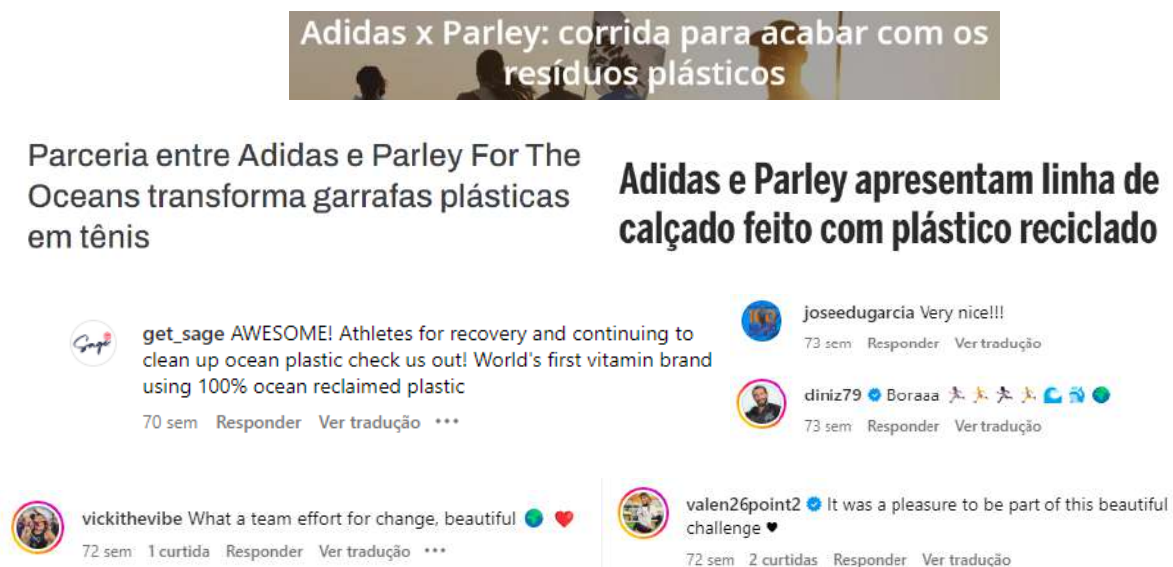 Adidas x Parley: corrida para acabar com os
resíduos plásticos
Parceria entre Adidas e Parley For The
Oceans transforma garrafas plásticas
em tênis
Adidas e Parley apresentam linha de
calçado feito com plástico reciclado
Sage
get_sage AWESOME! Athletes for recovery and continuing to
clean up ocean plastic check us out! World's first vitamin brand
using 100% ocean reclaimed plastic
70 sem Responder Ver tradução •••
joseedugarcia Very nice!!!
73 sem Responder Ver tradução
diniz79 Boraaa 🏃🏾‍♀️🏃🏼🏃🏾‍♀️🏃🏼🌊🚰🌍
73 sem Responder Ver tradução
vickithevibe What a team effort for change, beautiful 🌍 ❤️
72 sem 1 curtida Responder Ver tradução •••
valen26point2 It was a pleasure to be part of this beautiful
challenge ♥
72 sem 2 curtidas Responder Ver tradução